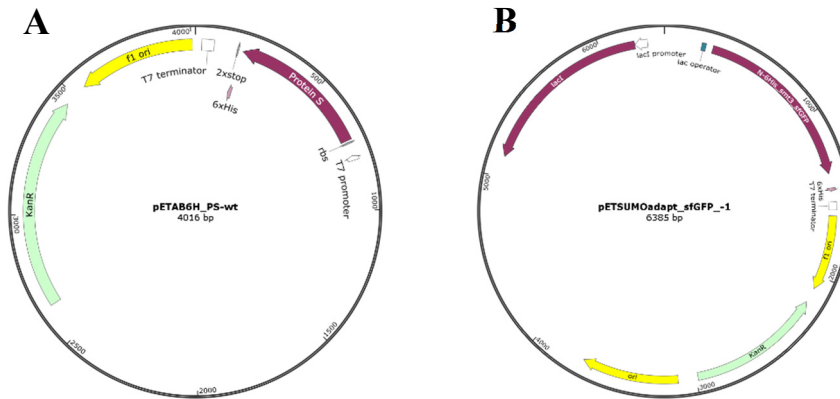 A
4000
f1 ori
T7 terminator
2xstop
6xHis
500
Protein S
rbs
T7 promoter
3500
KanR
3000
pETAB6H_PS-wt
4016 bp
1000
1500
2500
2000
B
6000
lacI promoter
lac operator
lacI
N-6His_smt3_sfGFP
1000
5000
6xHis
T7 terminator
pETSUMOadapt_sfGFP_-1
6385 bp
f1 ori
2000
4000
KanR
ori
3000